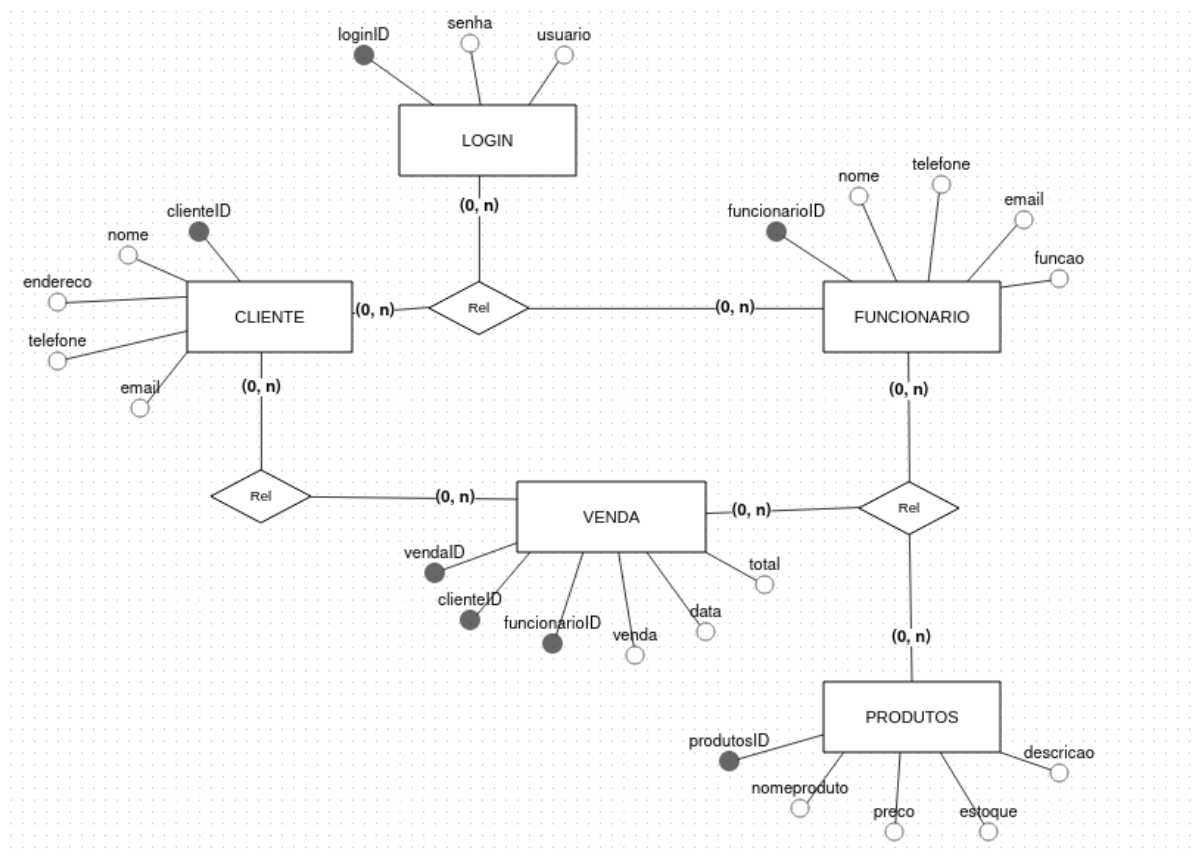 senha
loginID
usuario
LOGIN
(0, n)
telefone
nome
email
funcionarioID
funcao
clienteID
nome
endereco
telefone
email
CLIENTE
(0, n)
Rel
(0, n)
FUNCIONARIO
(0, n)
(0, n)
Rel
(0, n)
VENDA
(0, n)
Rel
vendaID
clienteID
funcionarioID
venda
data
total
(0, n)
PRODUTOS
produtosID
nomeproduto
preco
estoque
descricao